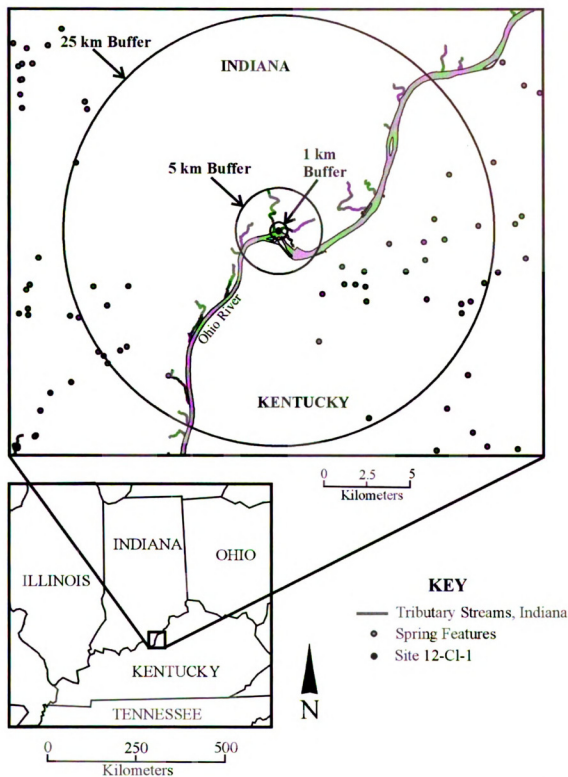 25 km Buffer
INDIANA
5 km Buffer
1 km
Buffer
Ohio River
KENTUCKY
0 2.5 5
Kilometers
INDIANA
OHIO
ILLINOIS
KENTUCKY
TENNESSEE
0 250 500
Kilometers
N
KEY
Tributary Streams, Indiana
Spring Features
Site 12-Cl-1